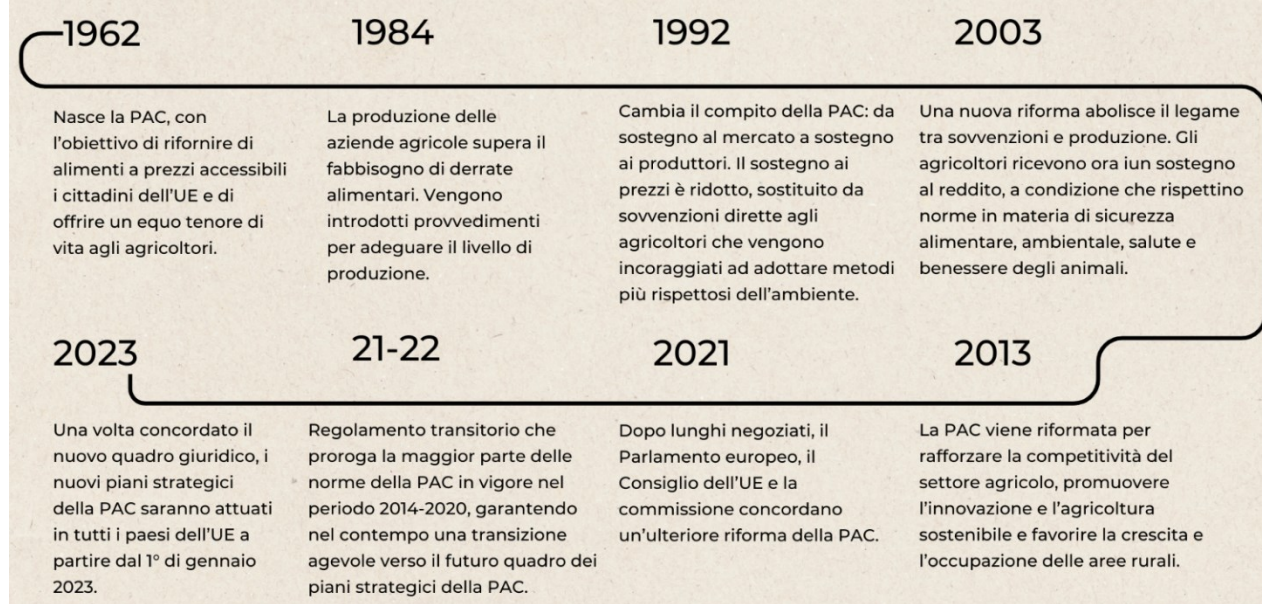 1962
Nasce la PAC, con
l'obiettivo di rifornire di
alimenti a prezzi accessibili
i cittadini dell'UE e di
offrire un equo tenore di
vita agli agricoltori.
1984
La produzione delle
aziende agricole supera il
fabbisogno di derrate
alimentari. Vengono
introdotti provvedimenti
per adeguare il livello di
produzione.
1992
Cambia il compito della PAC: da
sostegno al mercato a sostegno
ai produttori. Il sostegno ai
prezzi è ridotto, sostituito da
sovvenzioni dirette agli
agricoltori che vengono
incoraggiati ad adottare metodi
più rispettosi dell'ambiente.
2003
Una nuova riforma abolisce il legame
tra sovvenzioni e produzione. Gli
agricoltori ricevono ora iun sostegno
al reddito, a condizione che rispettino
norme in materia di sicurezza
alimentare, ambientale, salute e
benessere degli animali.
2013
La PAC viene riformata per
rafforzare la competitività del
settore agricolo, promuovere
l'innovazione e l'agricoltura
sostenibile e favorire la crescita e
l'occupazione delle aree rurali.
2021
Dopo lunghi negoziati, il
Parlamento europeo, il
Consiglio dell'UE e la
commissione concordano
un'ulteriore riforma della PAC.
21-22
Regolamento transitorio che
proroga la maggior parte delle
norme della PAC in vigore nel
periodo 2014-2020, garantendo
nel contempo una transizione
agevole verso il futuro quadro dei
piani strategici della PAC.
2023
Una volta concordato il
nuovo quadro giuridico, i
nuovi piani strategici
della PAC saranno attuati
in tutti i paesi dell'UE a
partire dal 1° di gennaio
2023.